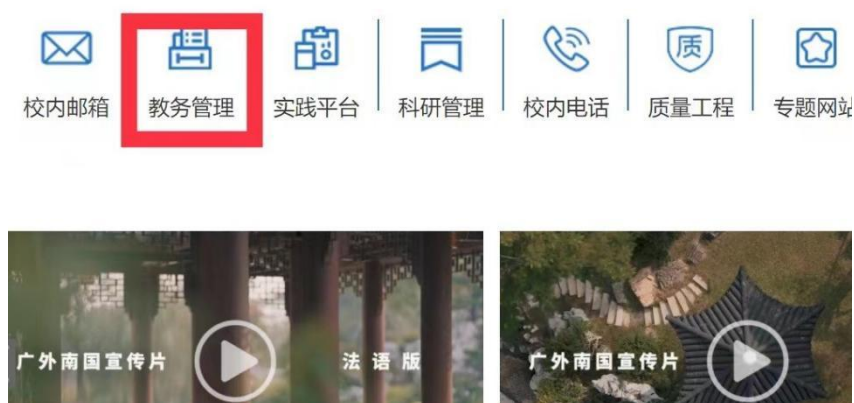 质
校内邮箱 教务管理 实践平台 科研管理 校内电话 质量工程 专题网站
广外南国宣传片 法语版 广外南国宣传片